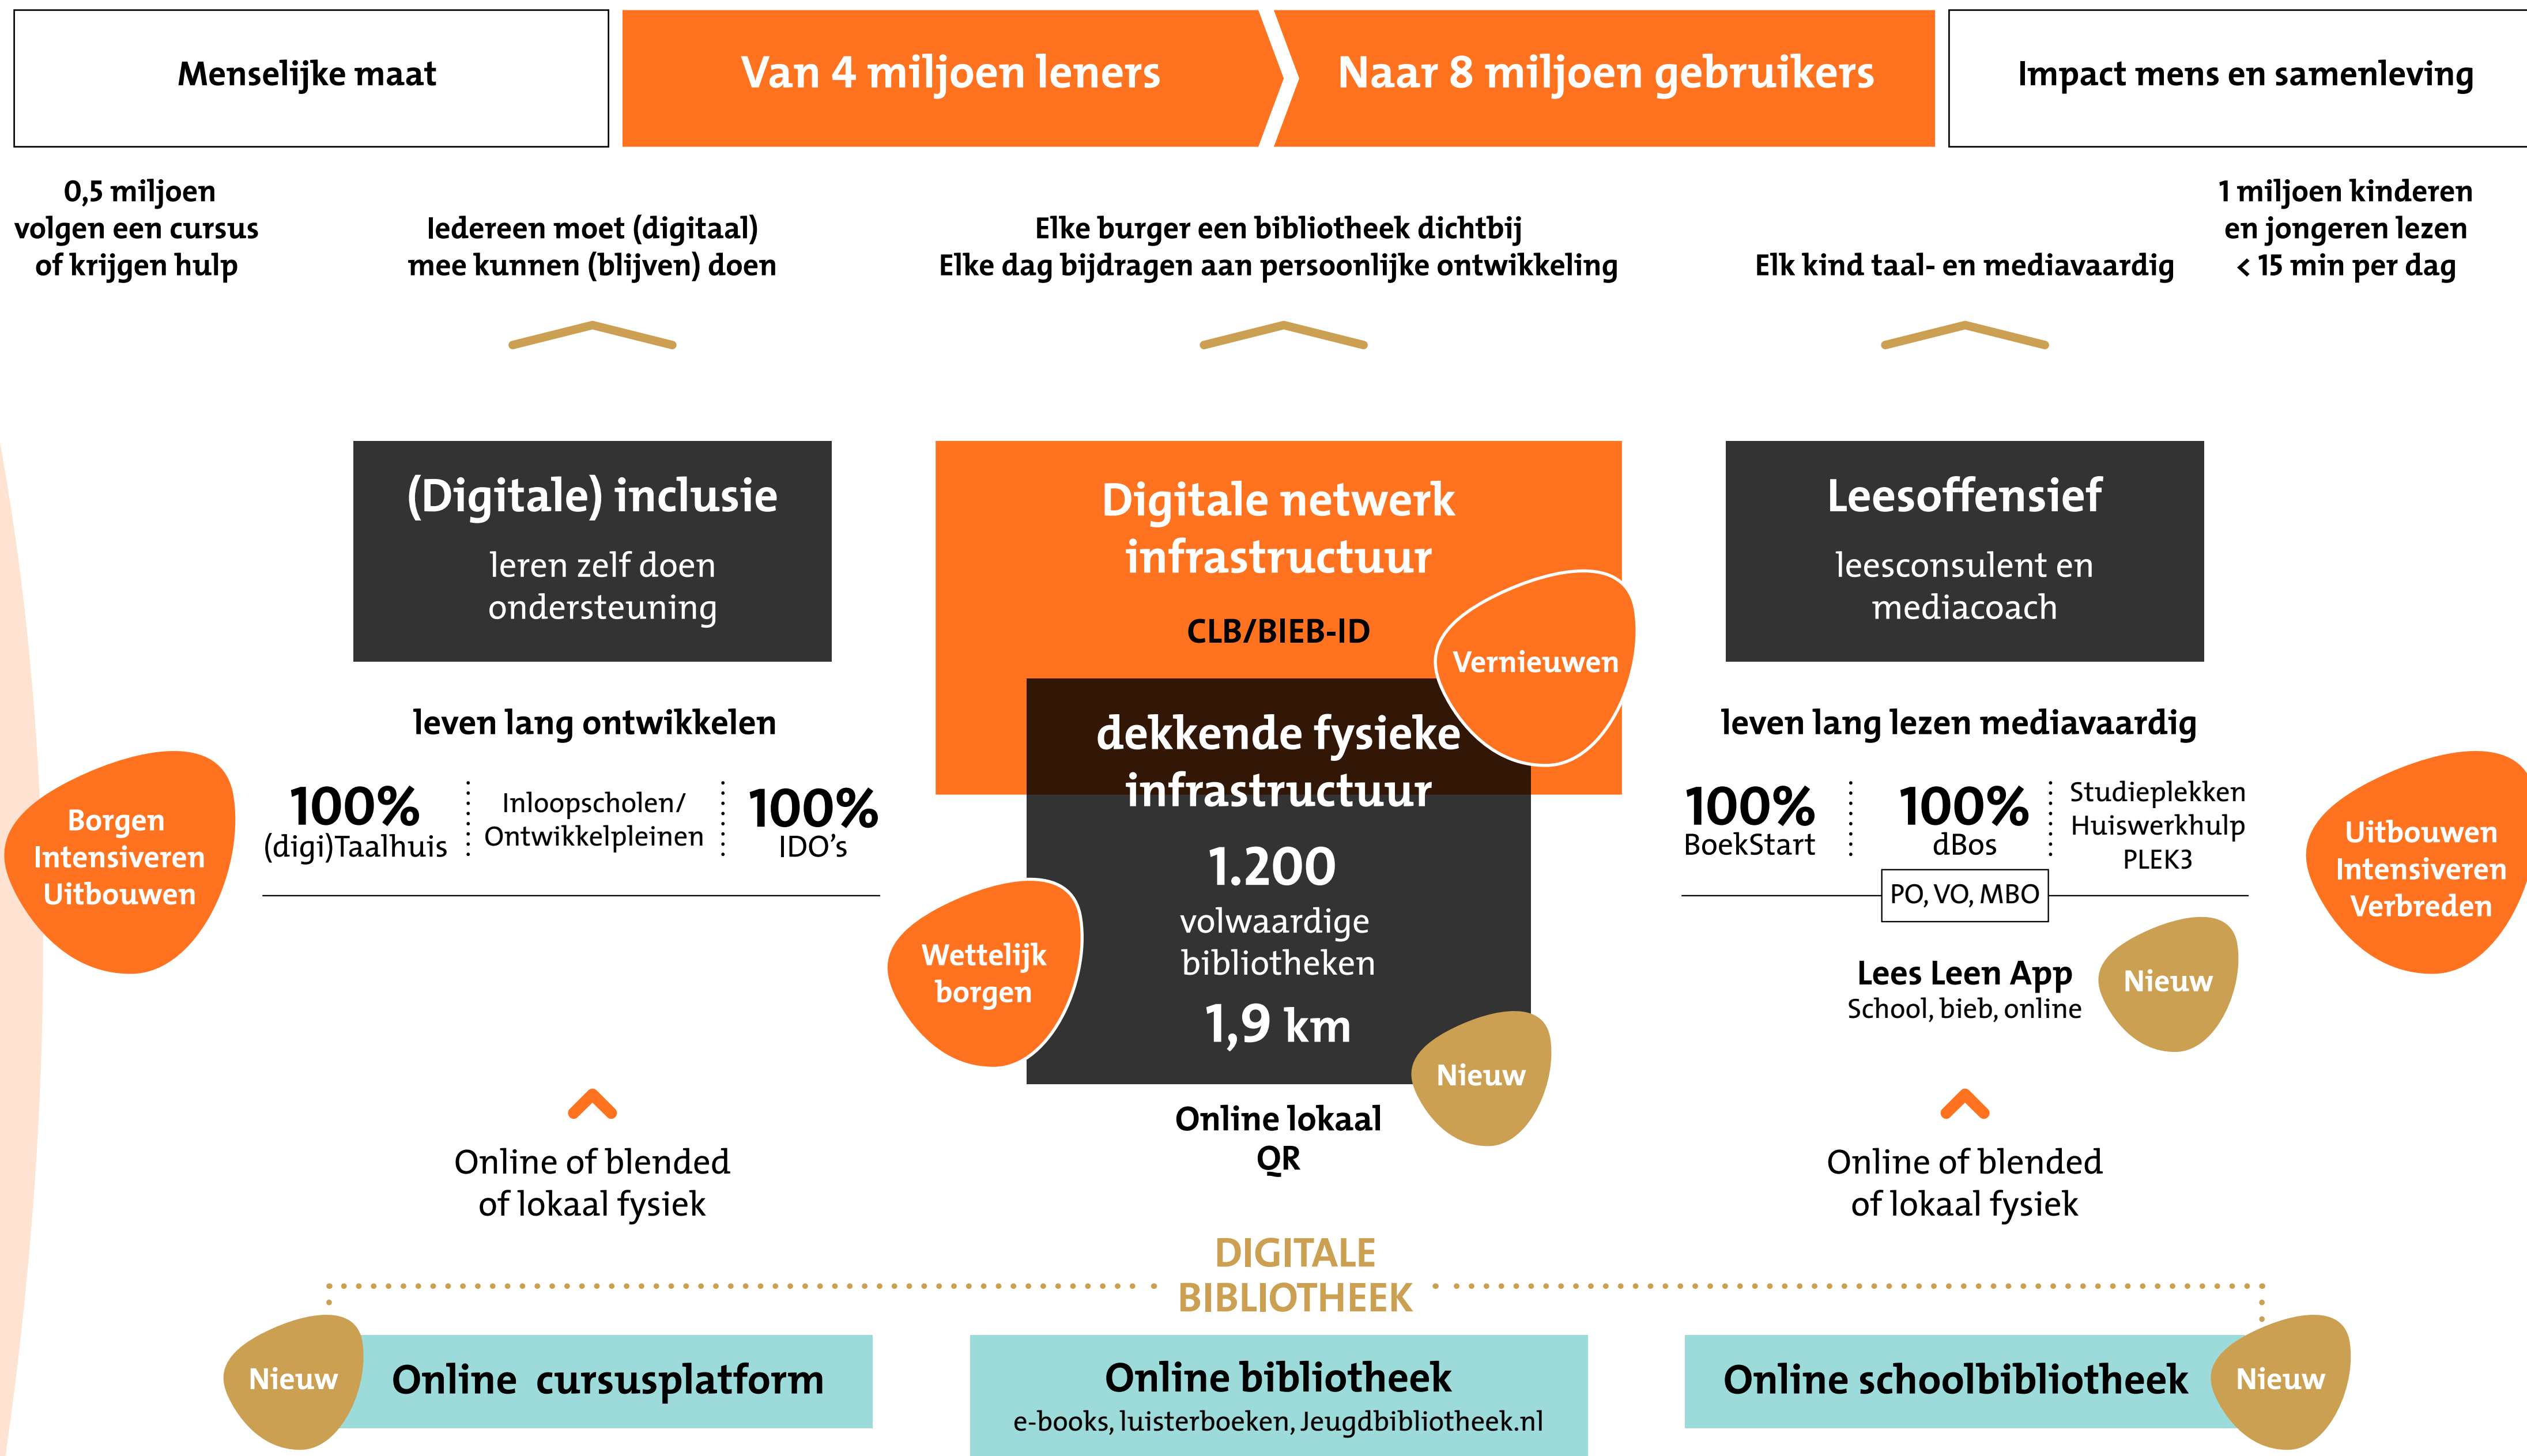 Menselijke maat
Van 4 miljoen leners
Naar 8 miljoen gebruikers
Impact mens en samenleving
0,5 miljoen
volgen een cursus
of krijgen hulp
Iedereen moet (digitaal)
mee kunnen (blijven) doen
Elke burger een bibliotheek dichtbij
Elke dag bijdragen aan persoonlijke ontwikkeling
Elk kind taal- en mediavaardig
1 miljoen kinderen
en jongeren lezen
< 15 min per dag
(Digitale) inclusie
leren zelf doen
ondersteuning
leven lang ontwikkelen
Borgen
Intensiveren
Uitbouwen
100%
(digi)Taalhuis
Inloopscholen/
Ontwikkelpleinen
100%
IDO's
Online of blended
of lokaal fysiek
Digitale netwerk
infrastructuur
CLB/BIEB-ID
Vernieuwen
dekkende fysieke
infrastructuur
1.200
volwaardige
bibliotheken
1,9 km
Wettelijk
borgen
Nieuw
Online lokaal
QR
Leesoffensief
leesconsulent en
mediacoach
leven lang lezen mediavaardig
100%
BoekStart
100%
dBos
Studieplekken
Huiswerkhulp
PLEK3
PO, VO, MBO
Uitbouwen
Intensiveren
Verbreden
Lees Leen App
School, bieb, online
Nieuw
Online of blended
of lokaal fysiek
DIGITALE
BIBLIOTHEEK
Nieuw
Online cursusplatform
Online bibliotheek
e-books, luisterboeken, Jeugdbibliotheek.nl
Online schoolbibliotheek
Nieuw